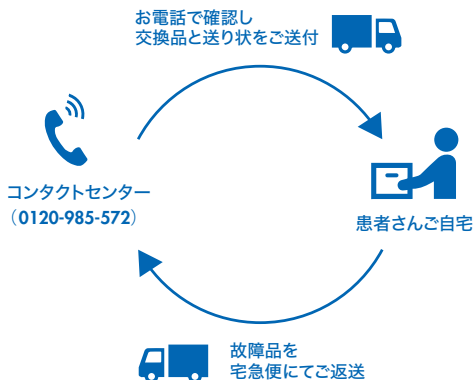 お電話で確認し
交換品と送り状をご送付
コンタクトセンター
（0120-985-572）
患者さんご自宅
故障品を
宅急便にてご返送